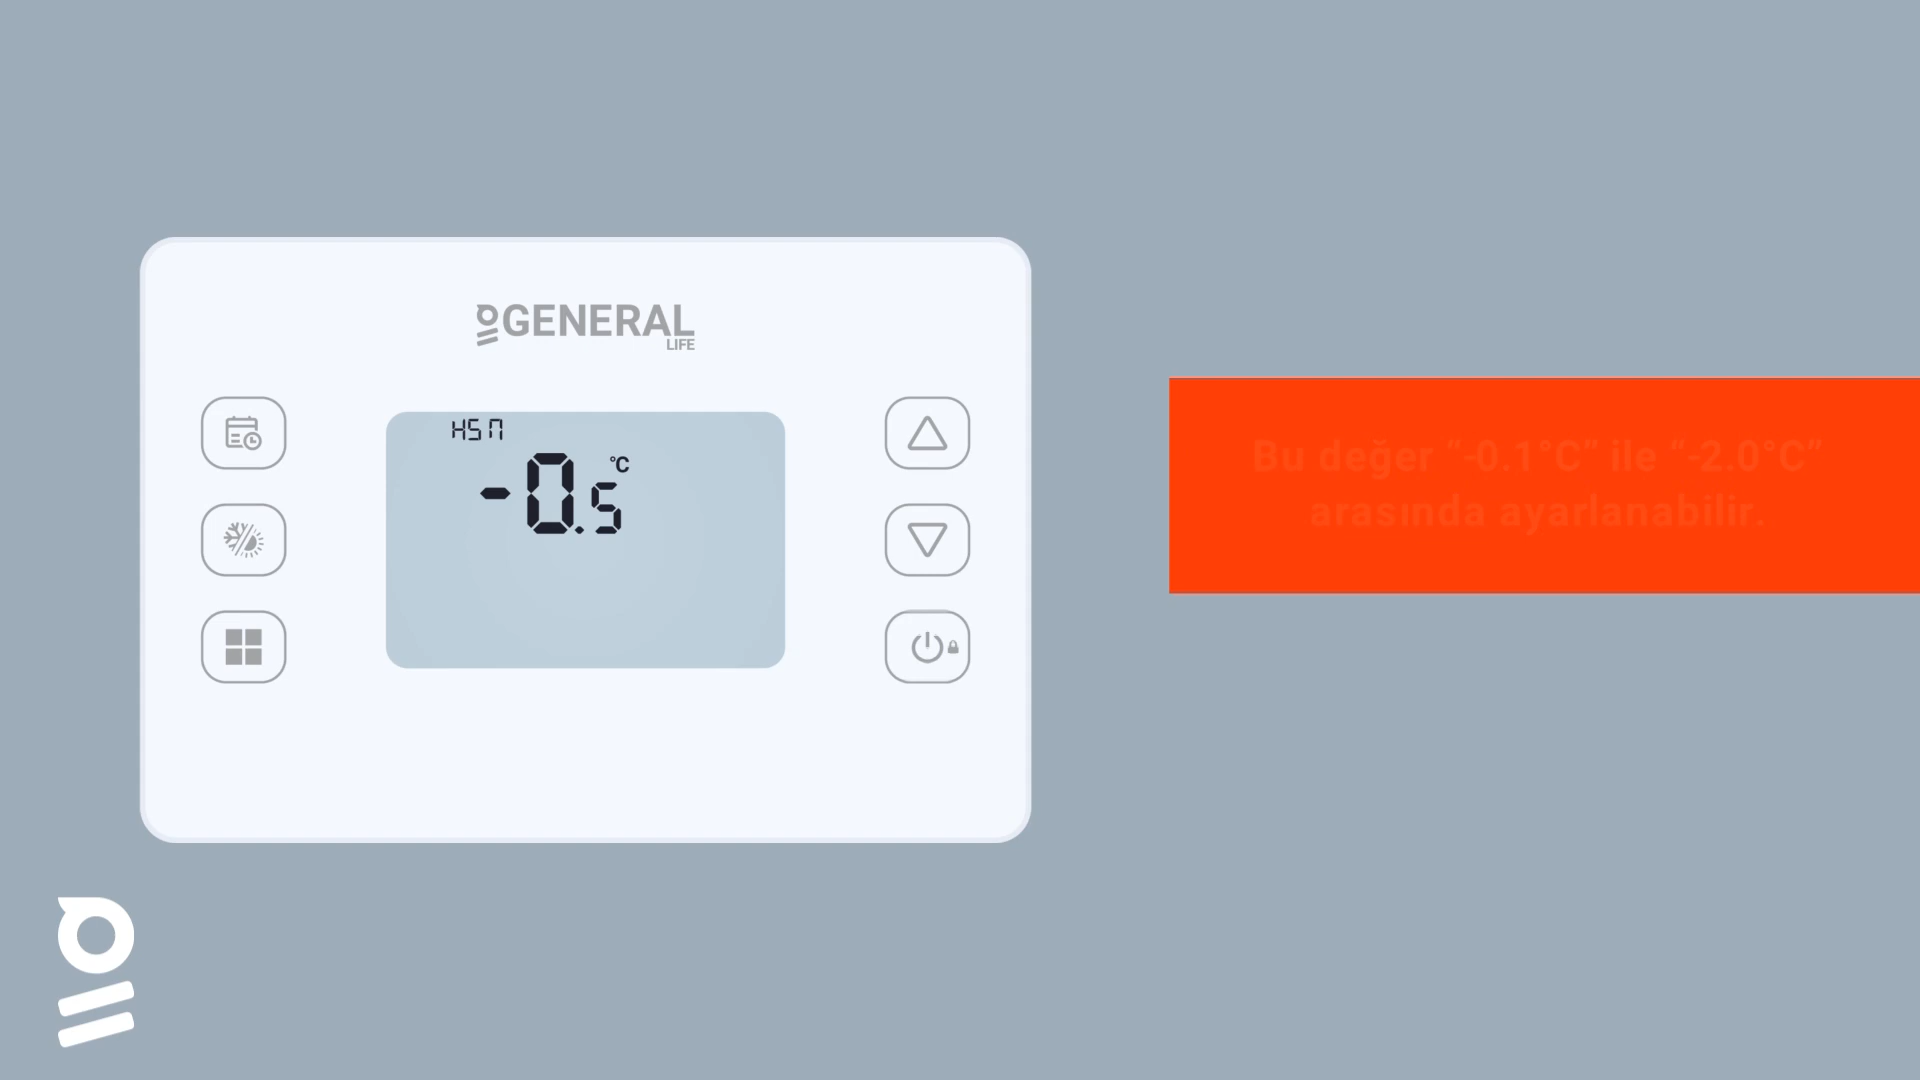 GENERAL
LIFE
HSN
-0.5 °C
Bu değer “-0.1°C” ile “-2.0°C”
arasında ayarlanabilir.